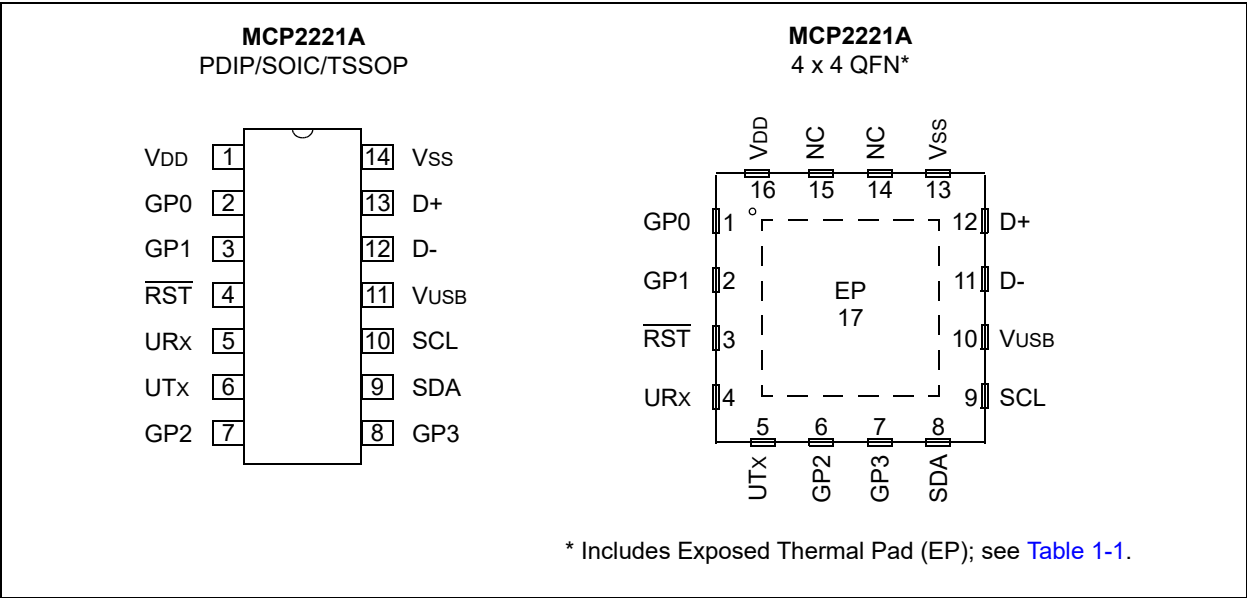 MCP2221A
PDIP/SOIC/TSSOP
VDD 1 14 VSS
GP0 2 13 D+
GP1 3 12 D-
RST 4 11 VUSB
URx 5 10 SCL
UTx 6 9 SDA
GP2 7 8 GP3
MCP2221A
4 x 4 QFN*
VDD NC NC VSS
16 15 14 13
GP0 1 12 D+
GP1 2 11 D-
EP
17
RST 3 10 VUSB
URx 4 9 SCL
5 6 7 8
UTx GP2 GP3 SDA
* Includes Exposed Thermal Pad (EP); see Table 1-1.